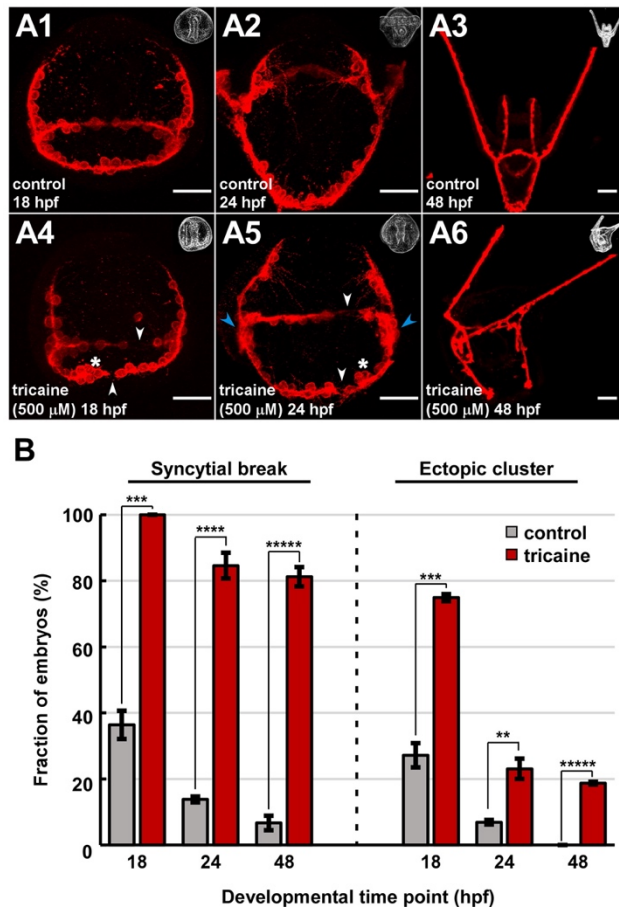 A1
A2
A3
control
18 hpf
control
24 hpf
control
48 hpf
A4
A5
A6
*
*
tricaine
(500 μM) 18 hpf
tricaine
(500 μM) 24 hpf
tricaine
(500 μM) 48 hpf
B
Syncytial break
Ectopic cluster
control
tricaine
***
****
*****
***
**
*****
Fraction of embryos (%)
100
80
60
40
20
0
18
24
48
18
24
48
Developmental time point (hpf)